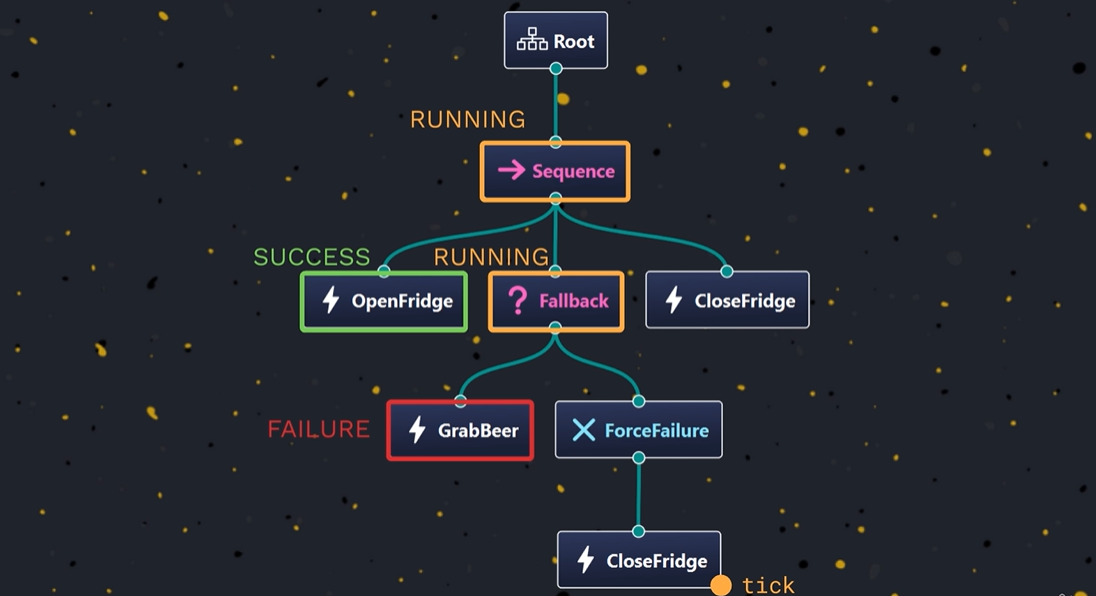 Root
RUNNING
Sequence
SUCCESS
RUNNING
OpenFridge
? Fallback
CloseFridge
FAILURE
GrabBeer
ForceFailure
CloseFridge
tick